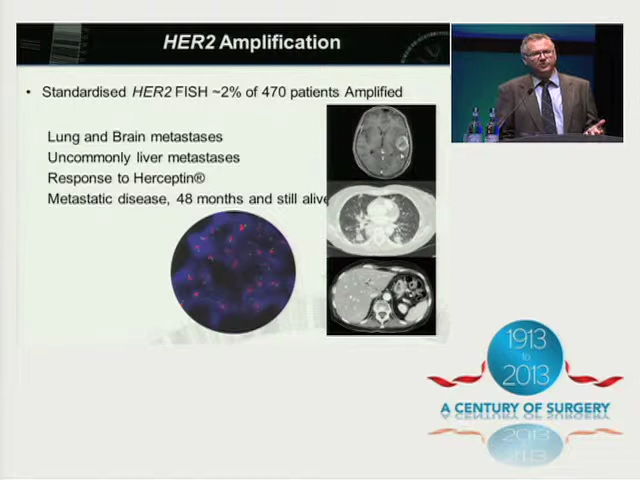 HER2 Amplification
• Standardised HER2 FISH ~2% of 470 patients Amplified
Lung and Brain metastases
Uncommonly liver metastases
Response to Herceptin®
Metastatic disease, 48 months and still alive
1913
to
2013
A CENTURY OF SURGERY